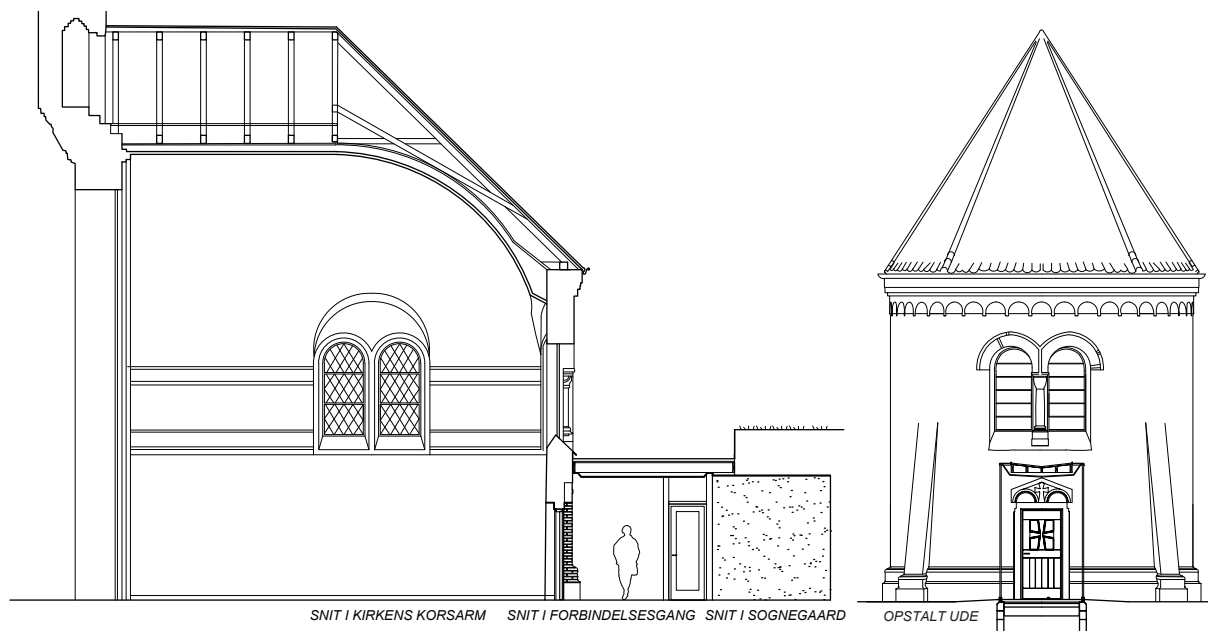 SNIT I KIRKENS KORSARM
SNIT I FORBINDELSESGANG
SNIT I SOGNEGAARD
OPSTALT UDE